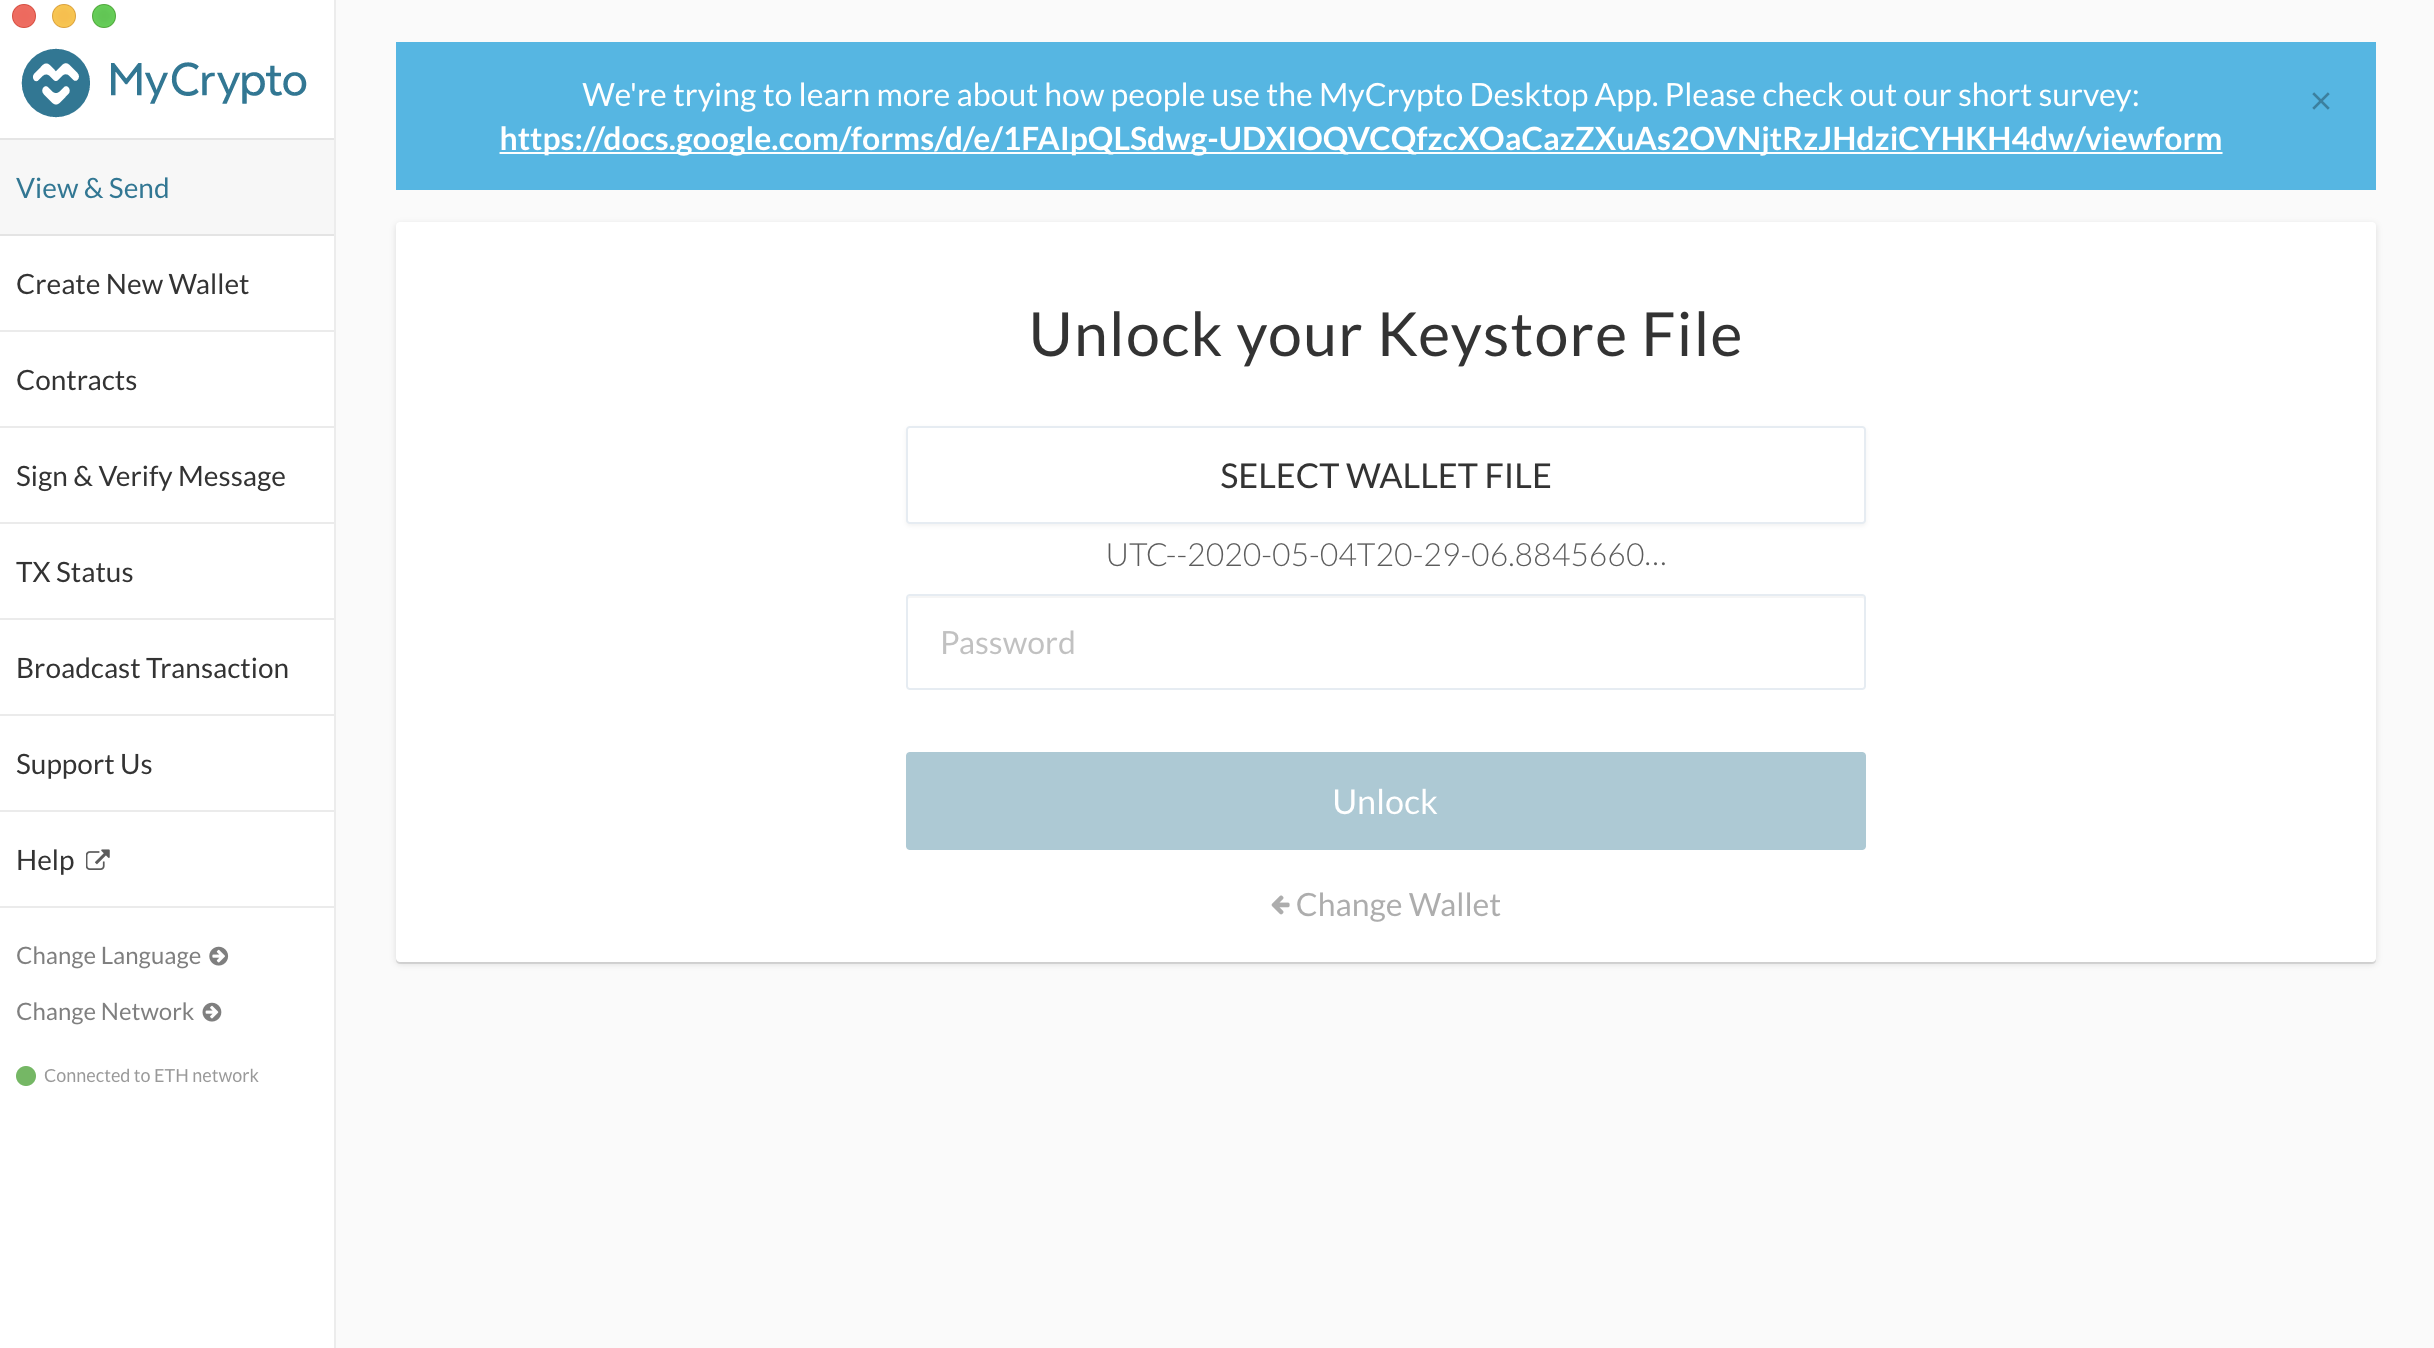 MyCrypto
View & Send
Create New Wallet
Contracts
Sign & Verify Message
TX Status
Broadcast Transaction
Support Us
Help
Change Language
Change Network
Connected to ETH network
We're trying to learn more about how people use the MyCrypto Desktop App. Please check out our short survey:
https://docs.google.com/forms/d/e/1FAIpQLSdwg-UDXIOQVCQfzcXOaCazZXuAs2OVNjtRzJHdziCYHKH4dw/viewform
Unlock your Keystore File
SELECT WALLET FILE
UTC--2020-05-04T20-29-06.8845660...
Password
Unlock
Change Wallet